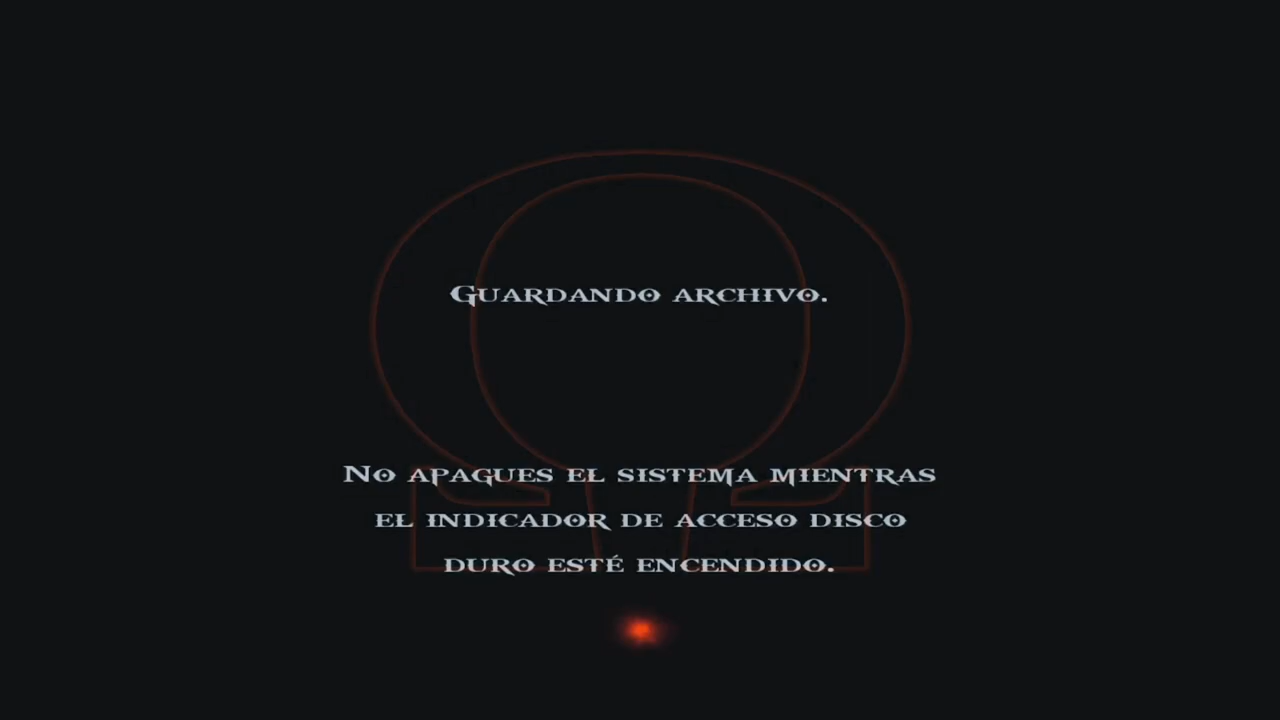 Guardando archivo.
No apagues el sistema mientras
el indicador de acceso disco
duro esté encendido.